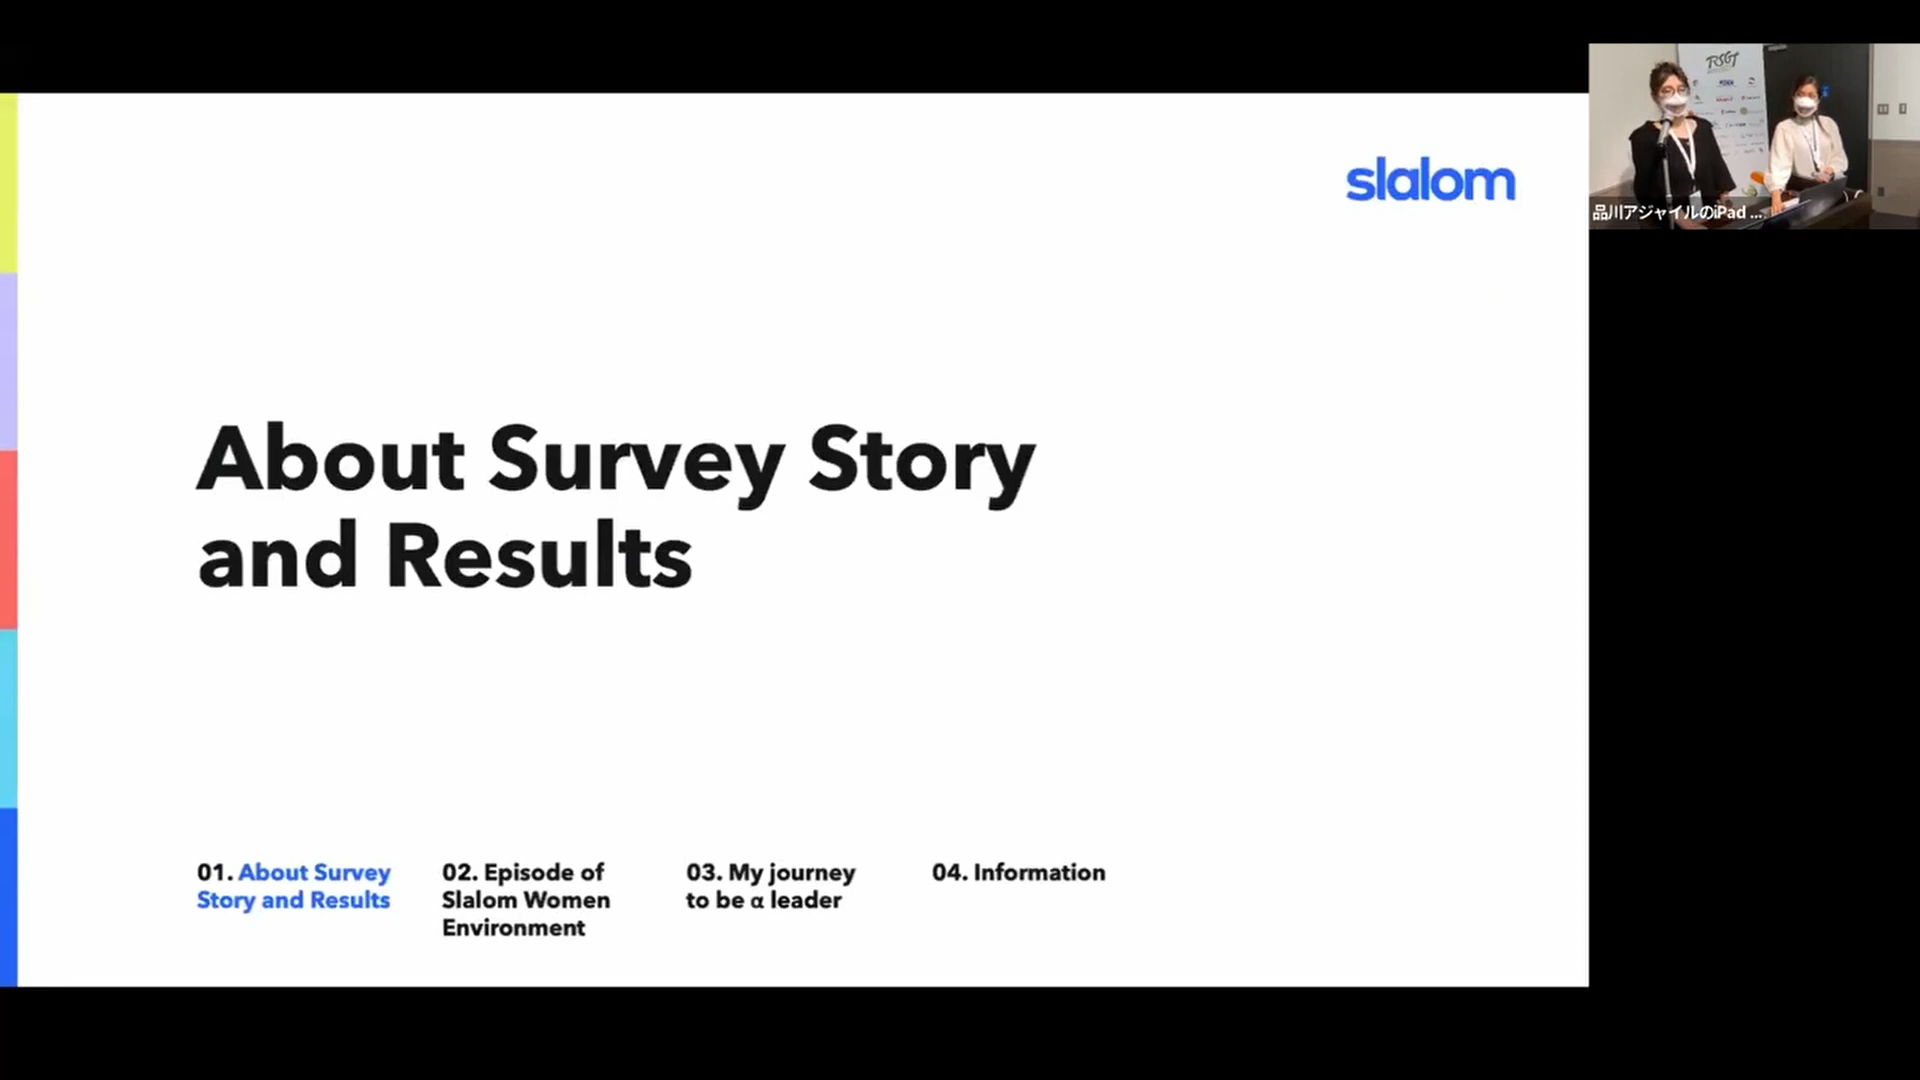 slalom
RSGT
品川アジャイルのiPad ...
About Survey Story
and Results
01. About Survey
Story and Results
02. Episode of
Slalom Women
Environment
03. My journey
to be α leader
04. Information